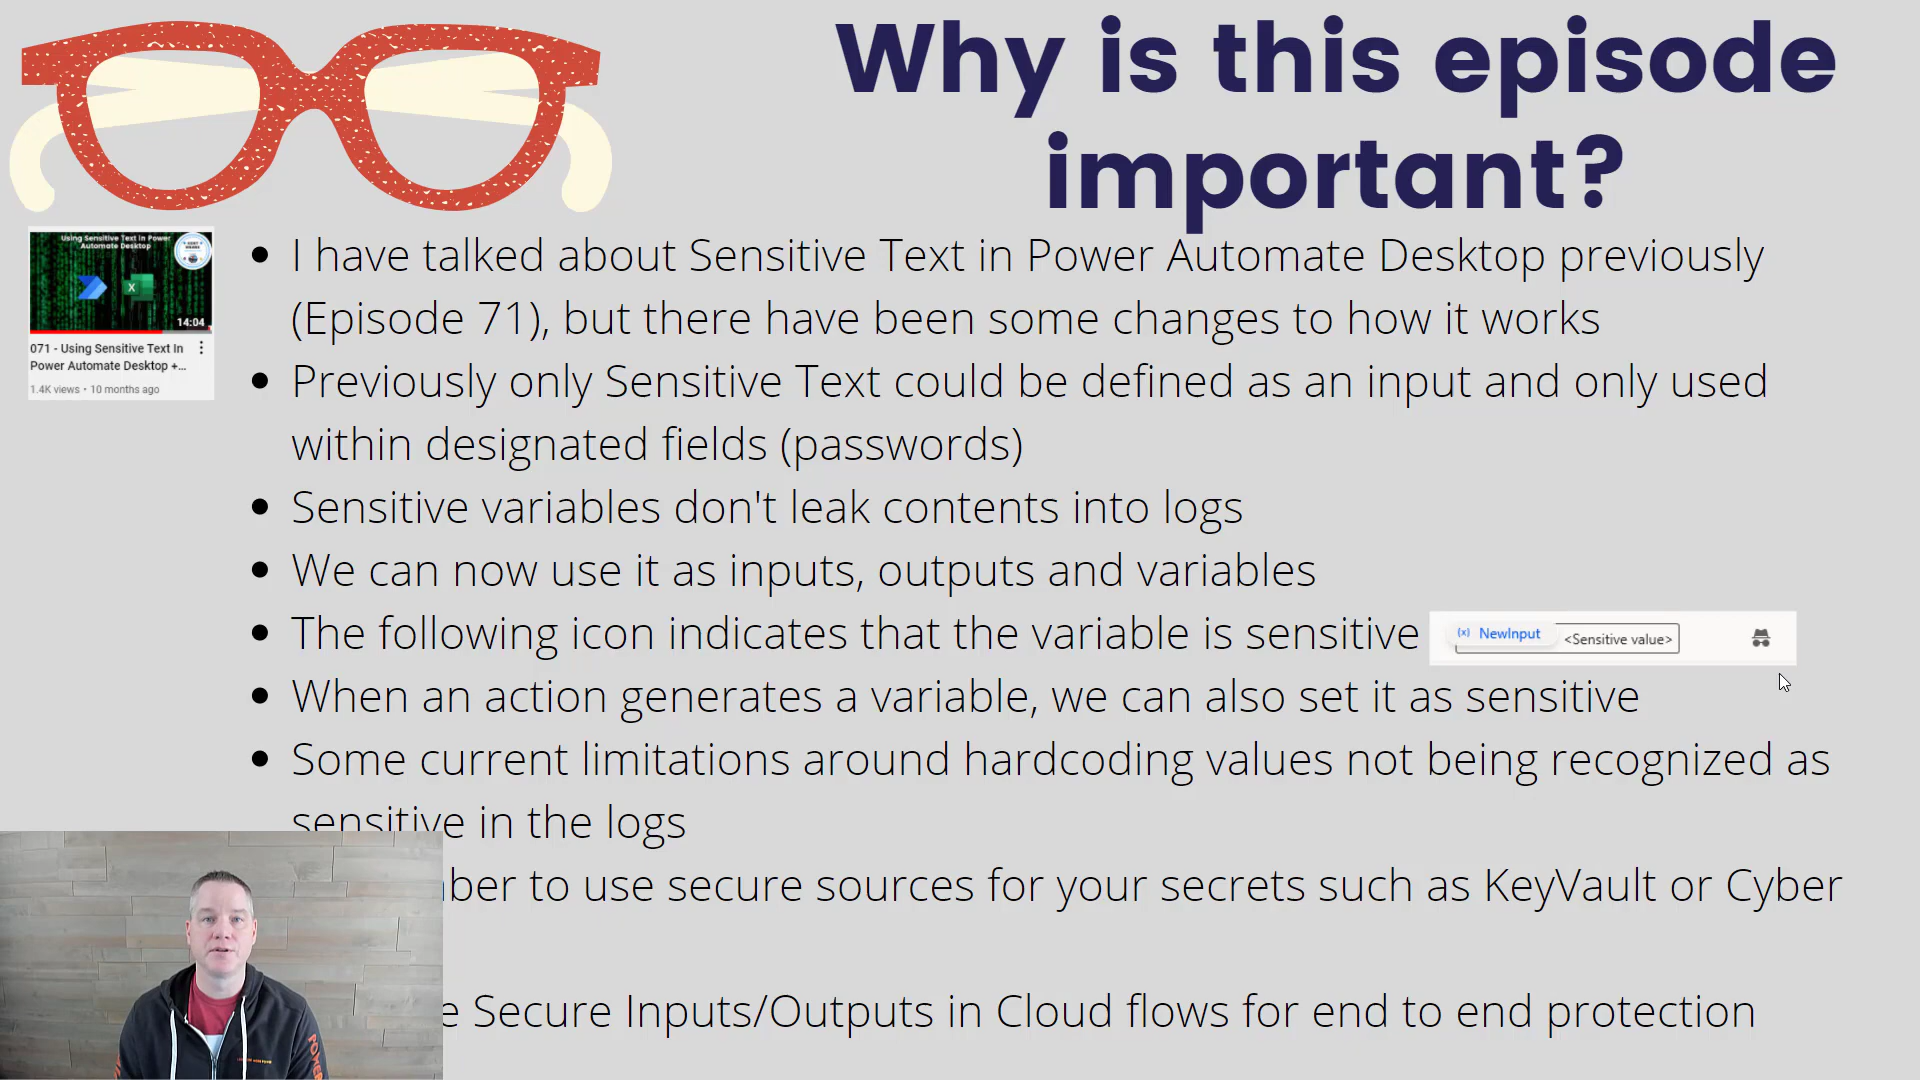 Why is this episode
important?
Using Sensitive Text In Power
Automate Desktop
14:04
071 - Using Sensitive Text In
Power Automate Desktop +...
1.4K views • 10 months ago
• I have talked about Sensitive Text in Power Automate Desktop previously
(Episode 71), but there have been some changes to how it works
• Previously only Sensitive Text could be defined as an input and only used
within designated fields (passwords)
• Sensitive variables don't leak contents into logs
• We can now use it as inputs, outputs and variables
• The following icon indicates that the variable is sensitive
{x} NewInput <Sensitive value>
• When an action generates a variable, we can also set it as sensitive
• Some current limitations around hardcoding values not being recognized as
sensitive in the logs
ber to use secure sources for your secrets such as KeyVault or Cyber
e Secure Inputs/Outputs in Cloud flows for end to end protection